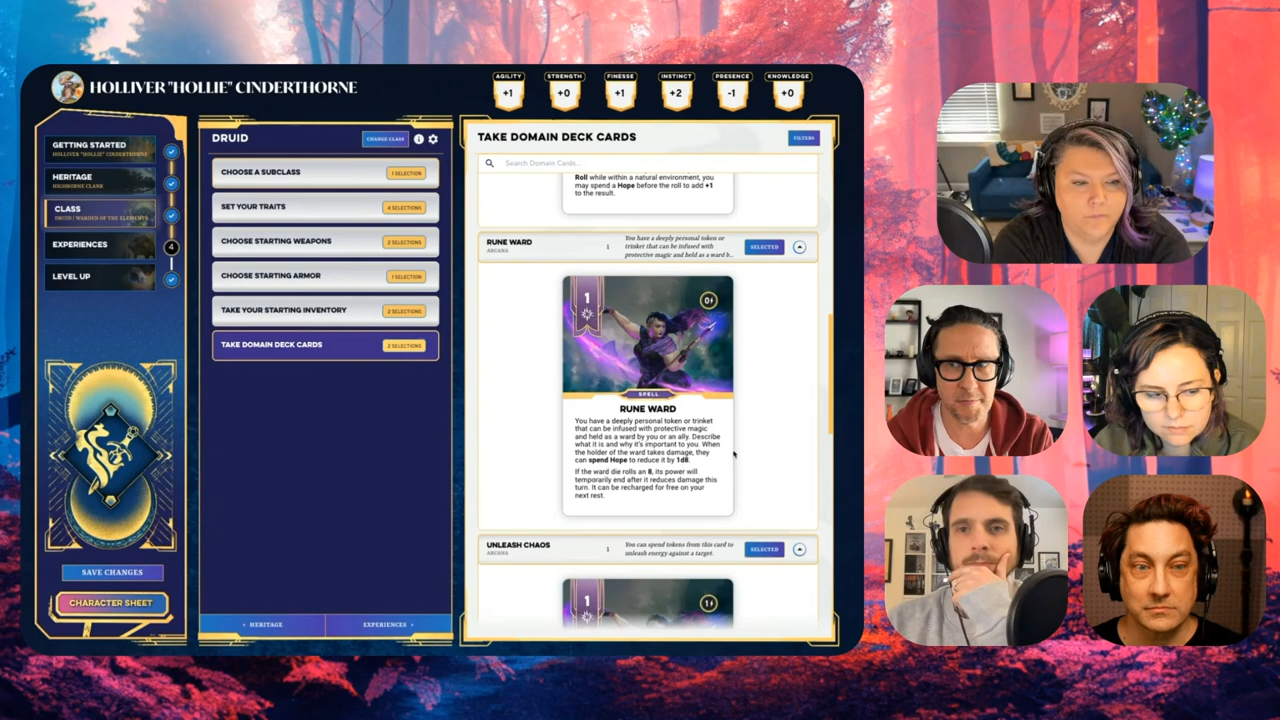 HOLLIVER "HOLLIE" CINDERTHORNE
AGILITY
+1
STRENGTH
+0
FINESSE
+1
INSTINCT
+2
PRESENCE
-1
KNOWLEDGE
+0
GETTING STARTED
HOLLIVER "HOLLIE" CINDERTHORNE
HERITAGE
HIGHBORNE CLANK
CLASS
DRUID | WARDEN OF THE ELEMENTS
EXPERIENCES
4
LEVEL UP
SAVE CHANGES
CHARACTER SHEET
DRUID
CHANGE CLASS
CHOOSE A SUBCLASS
1 SELECTION
SET YOUR TRAITS
4 SELECTIONS
CHOOSE STARTING WEAPONS
2 SELECTIONS
CHOOSE STARTING ARMOR
1 SELECTION
TAKE YOUR STARTING INVENTORY
2 SELECTIONS
TAKE DOMAIN DECK CARDS
2 SELECTIONS
« HERITAGE
EXPERIENCES »
TAKE DOMAIN DECK CARDS
FILTERS
Search Domain Cards...
Roll while within a natural environment, you
may spend a Hope before the roll to add +1
to the result.
RUNE WARD
ARCANA
1
You have a deeply personal token or
trinket that can be infused with
protective magic and held as a ward b...
SELECTED
1
0
SPELL
RUNE WARD
You have a deeply personal token or trinket
that can be infused with protective magic
and held as a ward by you or an ally. Describe
what it is and why it's important to you. When
the holder of the ward takes damage, they
can spend Hope to reduce it by 1d8.
If the ward die rolls an 8, its power will
temporarily end after it reduces damage this
turn. It can be recharged for free on your
next rest.
UNLEASH CHAOS
ARCANA
1
You can spend tokens from this card to
unleash energy against a target.
SELECTED
1
1